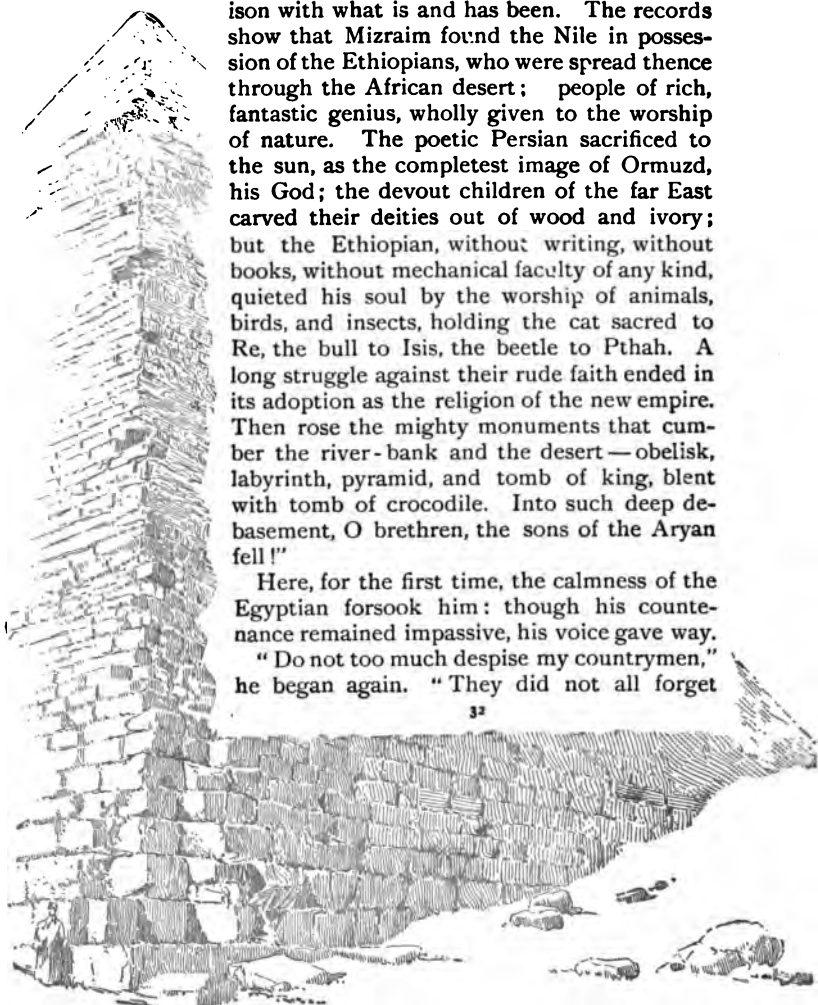 ison with what is and has been. The records
show that Mizraim found the Nile in posses-
sion of the Ethiopians, who were spread thence
through the African desert; people of rich,
fantastic genius, wholly given to the worship
of nature. The poetic Persian sacrificed to
the sun, as the completest image of Ormuzd,
his God; the devout children of the far East
carved their deities out of wood and ivory;
but the Ethiopian, without writing, without
books, without mechanical faculty of any kind,
quieted his soul by the worship of animals,
birds, and insects, holding the cat sacred to
Re, the bull to Isis, the beetle to Pthah. A
long struggle against their rude faith ended in
its adoption as the religion of the new empire.
Then rose the mighty monuments that cum-
ber the river-bank and the desert — obelisk,
labyrinth, pyramid, and tomb of king, blent
with tomb of crocodile. Into such deep de-
basement, O brethren, the sons of the Aryan
fell!"
Here, for the first time, the calmness of the
Egyptian forsook him: though his counte-
nance remained impassive, his voice gave way.
"Do not too much despise my countrymen,"
he began again. "They did not all forget
32